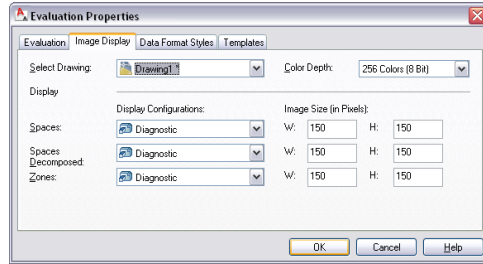 Evaluation Properties
Evaluation Image Display Data Format Styles Templates
Select Drawing: Drawing1 * Color Depth: 256 Colors (8 Bit)
Display
Display Configurations: Image Size (in Pixels):
Spaces: Diagnostic W: 150 H: 150
Spaces Decomposed: Diagnostic W: 150 H: 150
Zones: Diagnostic W: 150 H: 150
OK Cancel Help